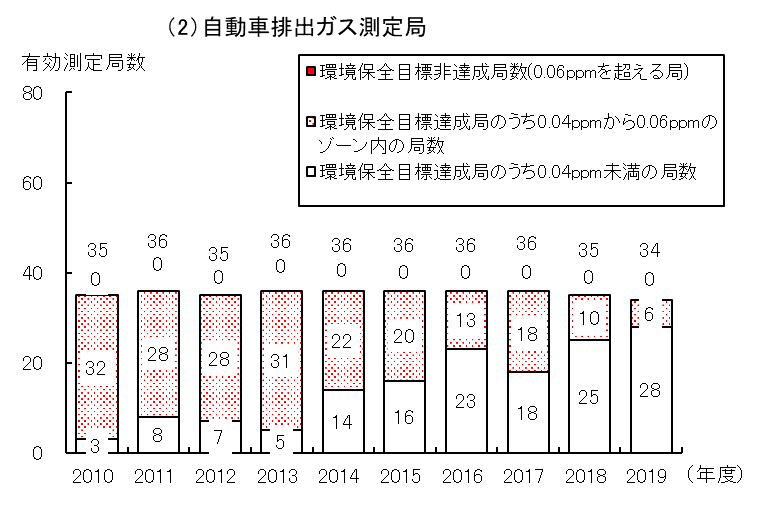 （2）自動車排出ガス測定局
有効測定局数
環境保全目標非達成局数(0.06ppmを超える局)
環境保全目標達成局のうち0.04ppmから0.06ppmの
ゾーン内の局数
環境保全目標達成局のうち0.04ppm未満の局数
80
60
40
20
0
35 36 35 36 36 36 36 36 35 34
0 0 0 0 0 0 0 0 0 0
32 28 28 31 22 20 13 18 10 6
3 8 7 5 14 16 23 18 25 28
2010 2011 2012 2013 2014 2015 2016 2017 2018 2019 （年度）